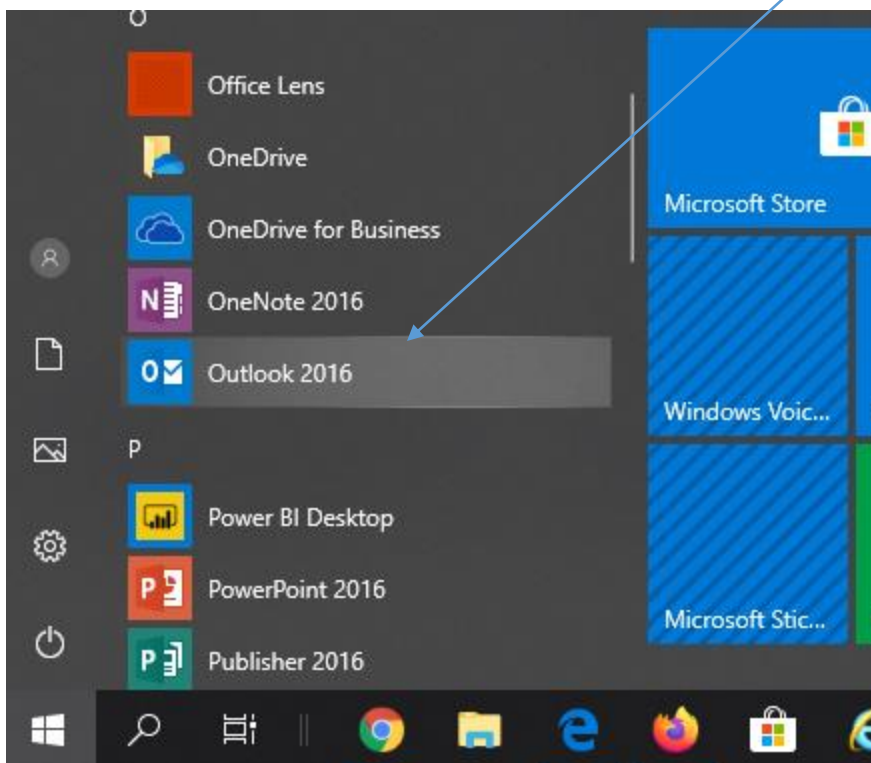 O
Office Lens
OneDrive
OneDrive for Business
OneNote 2016
Outlook 2016
P
Power BI Desktop
PowerPoint 2016
Publisher 2016
Microsoft Store
Windows Voic...
Microsoft Stic...